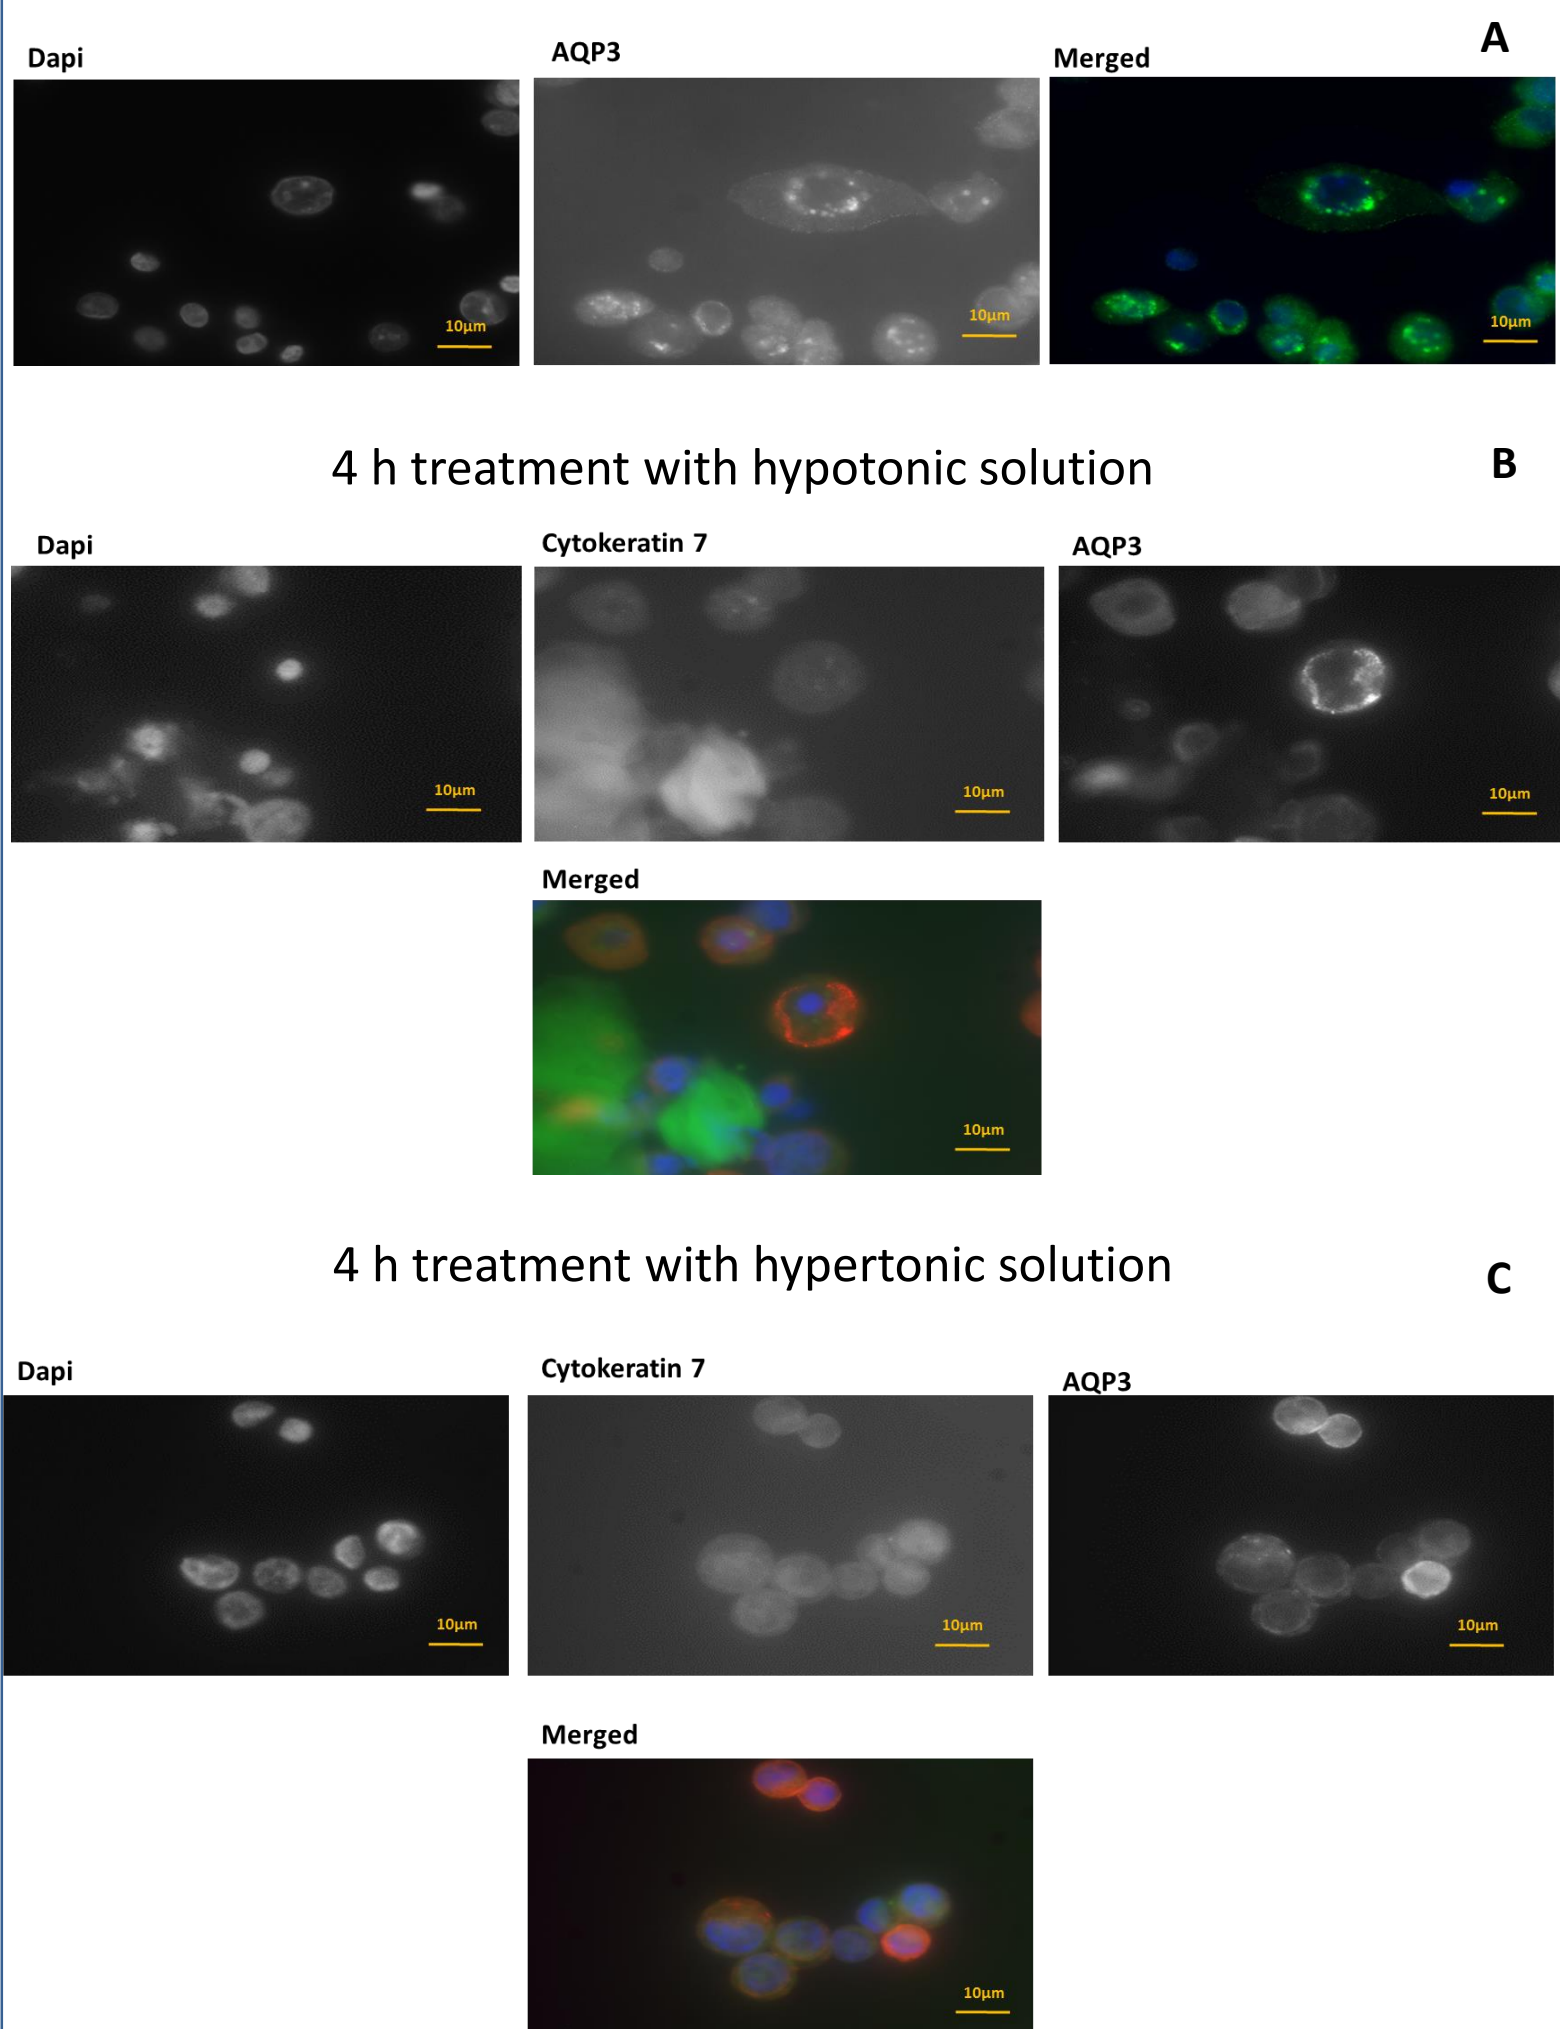 A
Dapi
AQP3
Merged
10µm
10µm
10µm
4 h treatment with hypotonic solution
B
Dapi
Cytokeratin 7
AQP3
10µm
10µm
10µm
Merged
10µm
4 h treatment with hypertonic solution
C
Dapi
Cytokeratin 7
AQP3
10µm
10µm
10µm
Merged
10µm